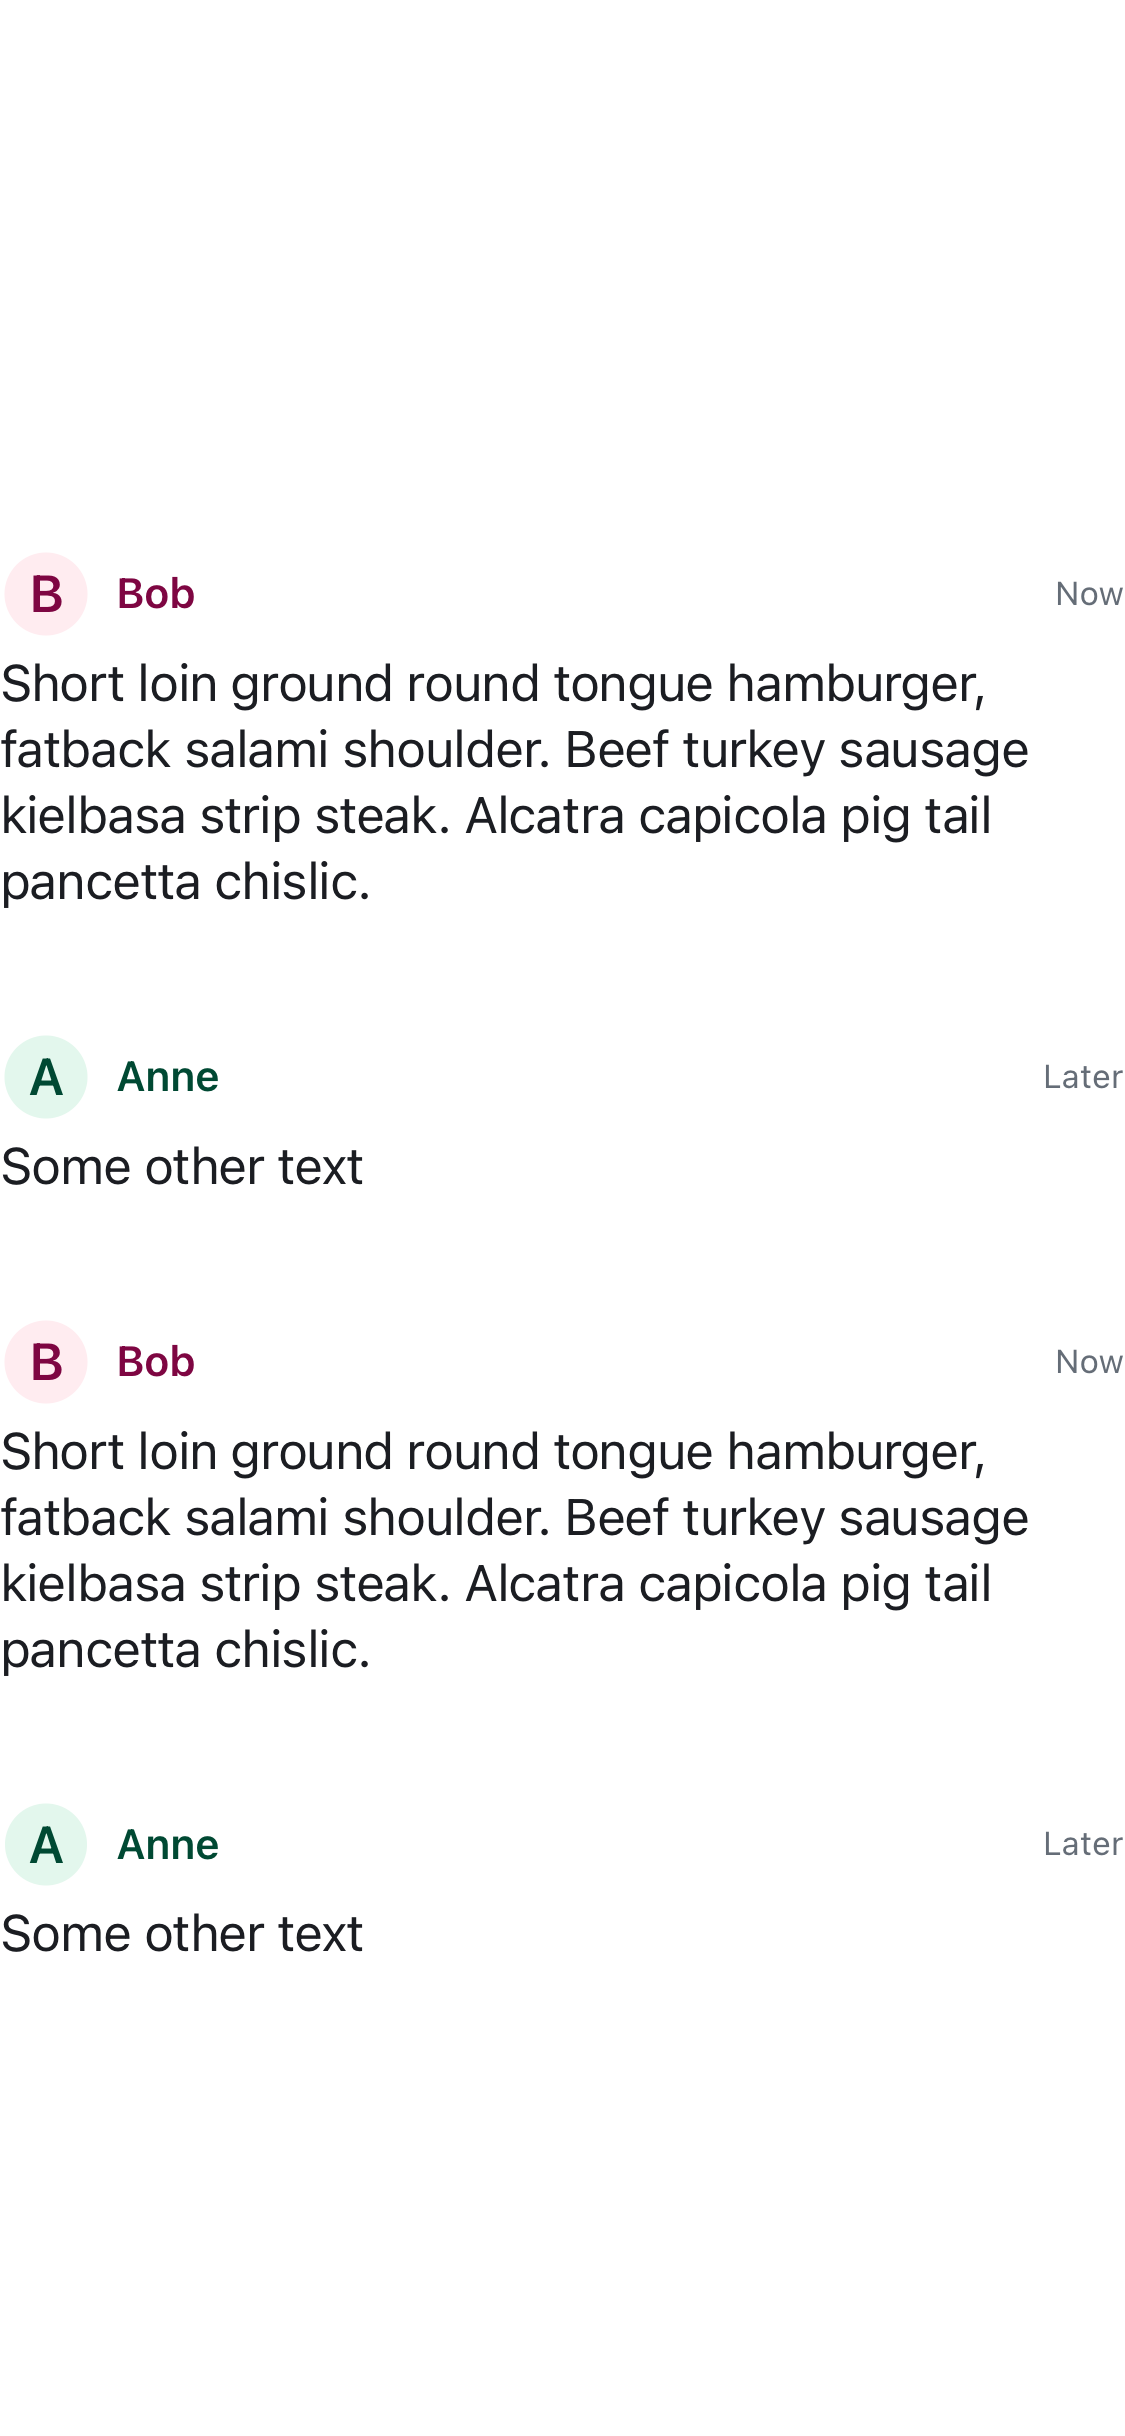 B Bob Now
Short loin ground round tongue hamburger,
fatback salami shoulder. Beef turkey sausage
kielbasa strip steak. Alcatra capicola pig tail
pancetta chislic.
A Anne Later
Some other text
B Bob Now
Short loin ground round tongue hamburger,
fatback salami shoulder. Beef turkey sausage
kielbasa strip steak. Alcatra capicola pig tail
pancetta chislic.
A Anne Later
Some other text